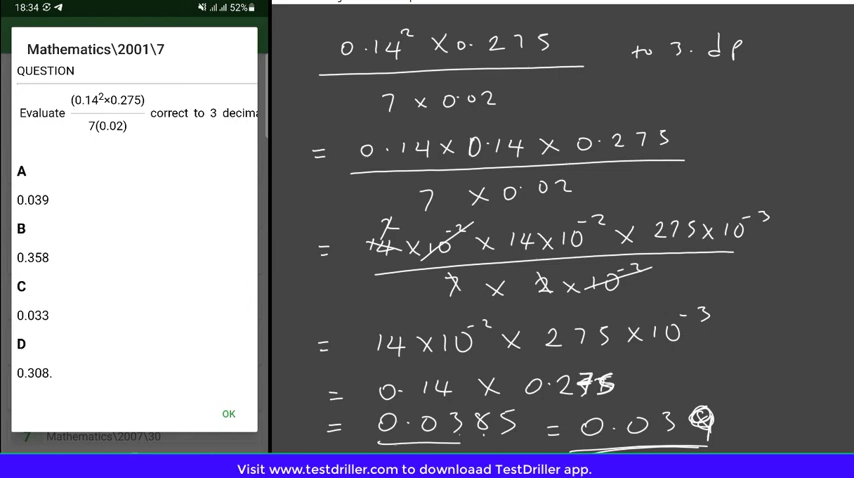 18:34 52%
Mathematics\2001\7
QUESTION
Evaluate (0.14²×0.275) / 7(0.02) correct to 3 decima
A
0.039
B
0.358
C
0.033
D
0.308.
OK
7 Mathematics\2007\30
0.14² × 0.275 / 7 × 0.02 to 3. dp
= 0.14 × 0.14 × 0.275 / 7 × 0.02
= 14 × 10⁻² × 14 × 10⁻² × 275 × 10⁻³ / 7 × 2 × 10⁻²
= 14 × 10⁻² × 275 × 10⁻³
= 0.14 × 0.275
= 0.0385 = 0.039
Visit www.testdriller.com to downloaad TestDriller app.